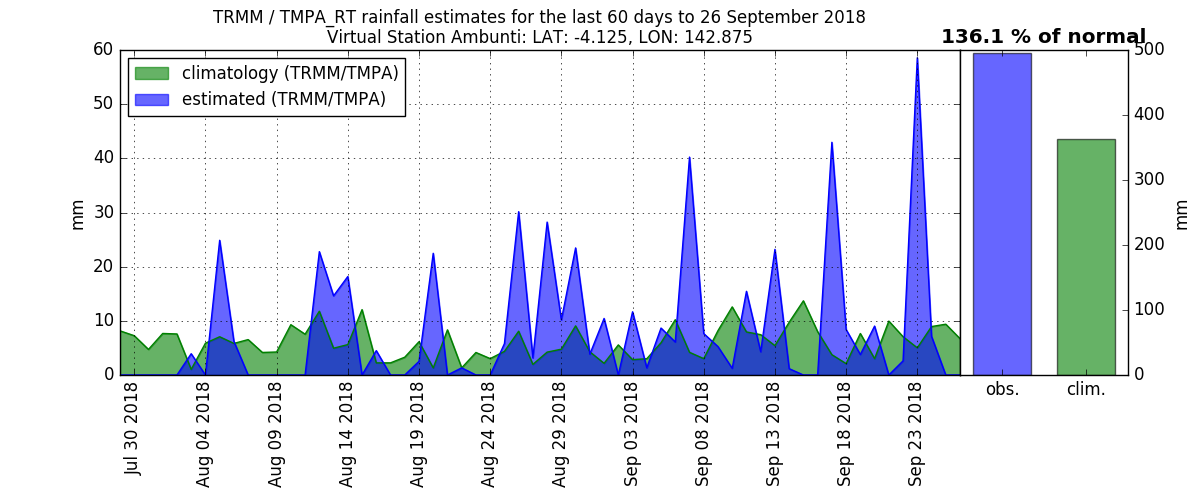 TRMM / TMPA_RT rainfall estimates for the last 60 days to 26 September 2018
Virtual Station Ambunti: LAT: -4.125, LON: 142.875
136.1 % of normal
climatology (TRMM/TMPA)
estimated (TRMM/TMPA)
60
50
40
30
20
10
0
mm
Jul 30 2018
Aug 04 2018
Aug 09 2018
Aug 14 2018
Aug 19 2018
Aug 24 2018
Aug 29 2018
Sep 03 2018
Sep 08 2018
Sep 13 2018
Sep 18 2018
Sep 23 2018
500
400
300
200
100
0
mm
obs.
clim.